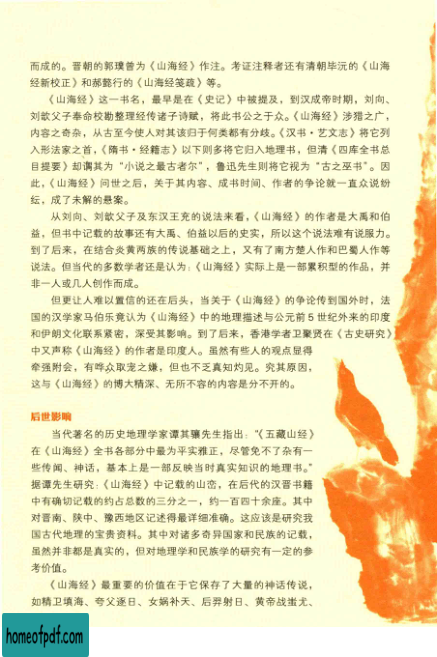 而成的。晋朝的郭璞曾为《山海经》作注。考证注释者还有清朝毕沅的《山海
经新校正》和郝懿行的《山海经笺疏》等。
《山海经》这一书名，最早是在《史记》中被提及，到汉成帝时期，刘向、
刘歆父子奉命校勘整理经传诸子诗赋，将此书公之于众。《山海经》涉猎之广，
内容之奇杂，从古至今使人对其该归于何类都有分歧。《汉书·艺文志》将它列
入形法家之首，《隋书·经籍志》以下则多将它归入地理书，但清《四库全书总
目提要》却谓其为“小说之最古者尔”，鲁迅先生则将它视为“古之巫书”。因
此，《山海经》问世之后，关于其内容、成书时间、作者的争论就一直众说纷
纭，成了未解的悬案。
从刘向、刘歆父子及东汉王充的说法来看，《山海经》的作者是大禹和伯
益，但书中记载的故事还有大禹、伯益以后的史实，所以这个说法难有说服力。
到了后来，在结合炎黄两族的传说基础之上，又有了南方楚人作和巴蜀人作等
说法。但当代的多数学者还是认为：《山海经》实际上是一部累积型的作品，并
非一人或几人创作而成。
但更让人难以置信的还在后头，当关于《山海经》的争论传到国外时，法
国的汉学家马伯乐竟认为《山海经》中的地理描述与公元前5世纪外来的印度
和伊朗文化联系紧密，深受其影响。到了后来，香港学者卫聚贤在《古史研究》
中又声称《山海经》的作者是印度人。虽然有些人的观点显得
牵强附会，有哗众取宠之嫌，但也不乏真知灼见。究其原因，
这与《山海经》的博大精深、无所不容的内容是分不开的。
后世影响
当代著名的历史地理学家谭其骧先生指出：“《五藏山经》
在《山海经》全书各部分中最为平实雅正，尽管免不了杂有一
些传闻、神话，基本上是一部反映当时真实知识的地理书。”
据谭先生研究：《山海经》中记载的山峦，在后代的汉晋书籍
中有确切记载的约占总数的三分之一，约一百四十余座。其中
对晋南、陕中、豫西地区记述得最详细准确。这应该是研究我
国古代地理的宝贵资料。其中对诸多奇异国家和民族的记载，
虽然并非都是真实的，但对地理学和民族学的研究有一定的参
考价值。
《山海经》最重要的价值在于它保存了大量的神话传说，
如精卫填海、夸父逐日、女娲补天、后羿射日、黄帝战蚩尤、
homeofpdf.com